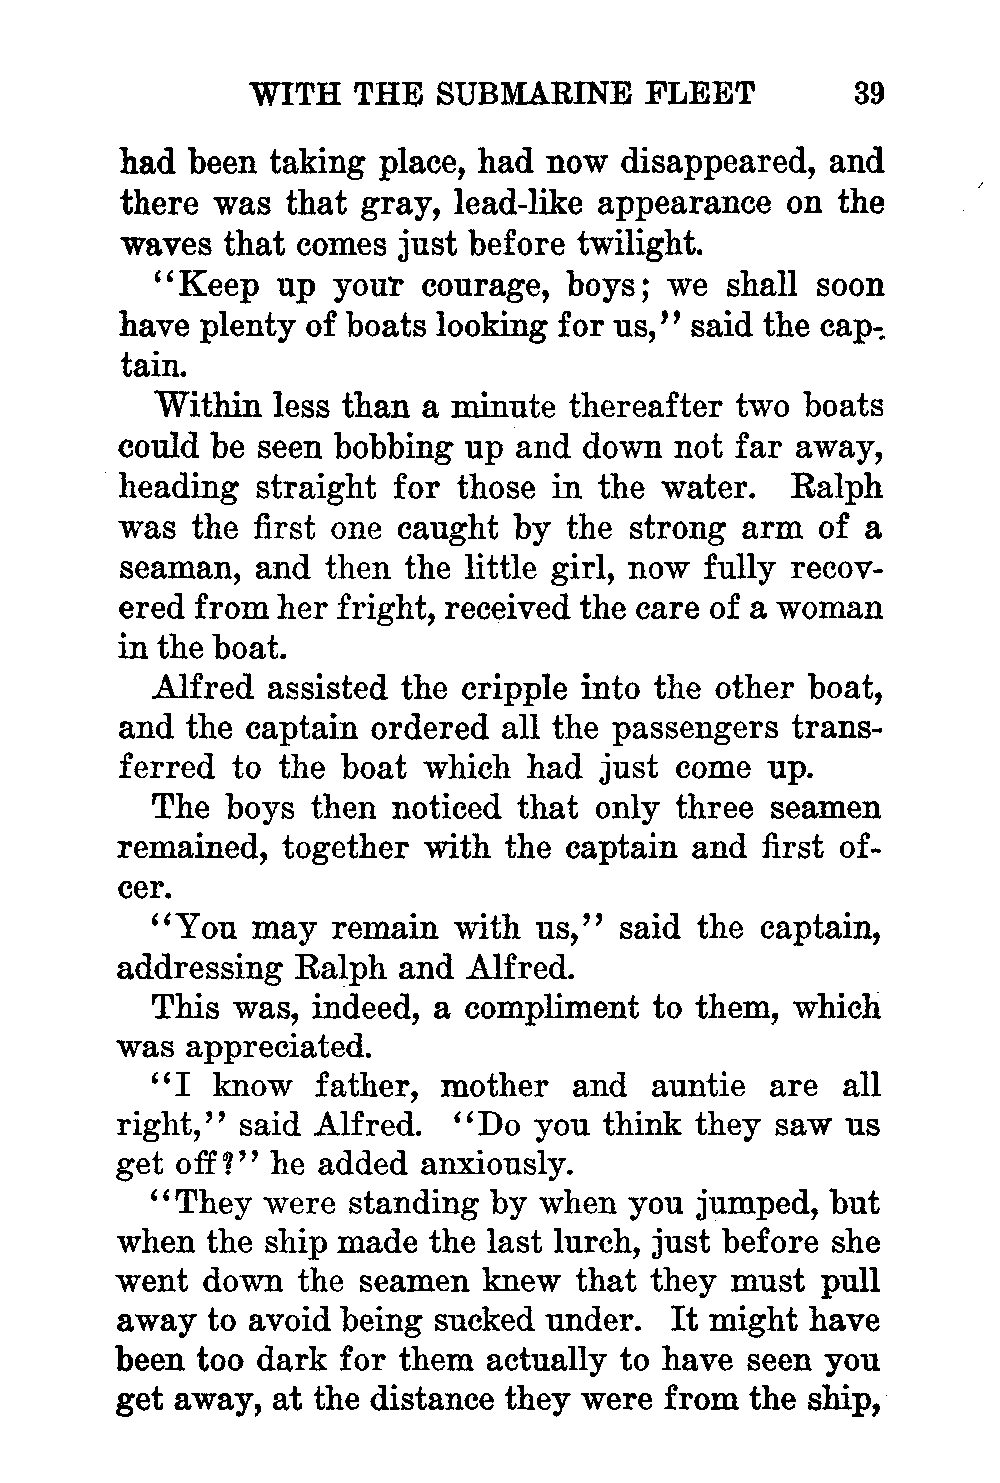 WITH THE SUBMARINE FLEET 39
had been taking place, had now disappeared, and
there was that gray, lead-like appearance on the
waves that comes just before twilight.
"Keep up your courage, boys; we shall soon
have plenty of boats looking for us," said the cap-
tain.
Within less than a minute thereafter two boats
could be seen bobbing up and down not far away,
heading straight for those in the water. Ralph
was the first one caught by the strong arm of a
seaman, and then the little girl, now fully recov-
ered from her fright, received the care of a woman
in the boat.
Alfred assisted the cripple into the other boat,
and the captain ordered all the passengers trans-
ferred to the boat which had just come up.
The boys then noticed that only three seamen
remained, together with the captain and first of-
cer.
"You may remain with us," said the captain,
addressing Ralph and Alfred.
This was, indeed, a compliment to them, which
was appreciated.
"I know father, mother and auntie are all
right," said Alfred. "Do you think they saw us
get off?" he added anxiously.
"They were standing by when you jumped, but
when the ship made the last lurch, just before she
went down the seamen knew that they must pull
away to avoid being sucked under. It might have
been too dark for them actually to have seen you
get away, at the distance they were from the ship,